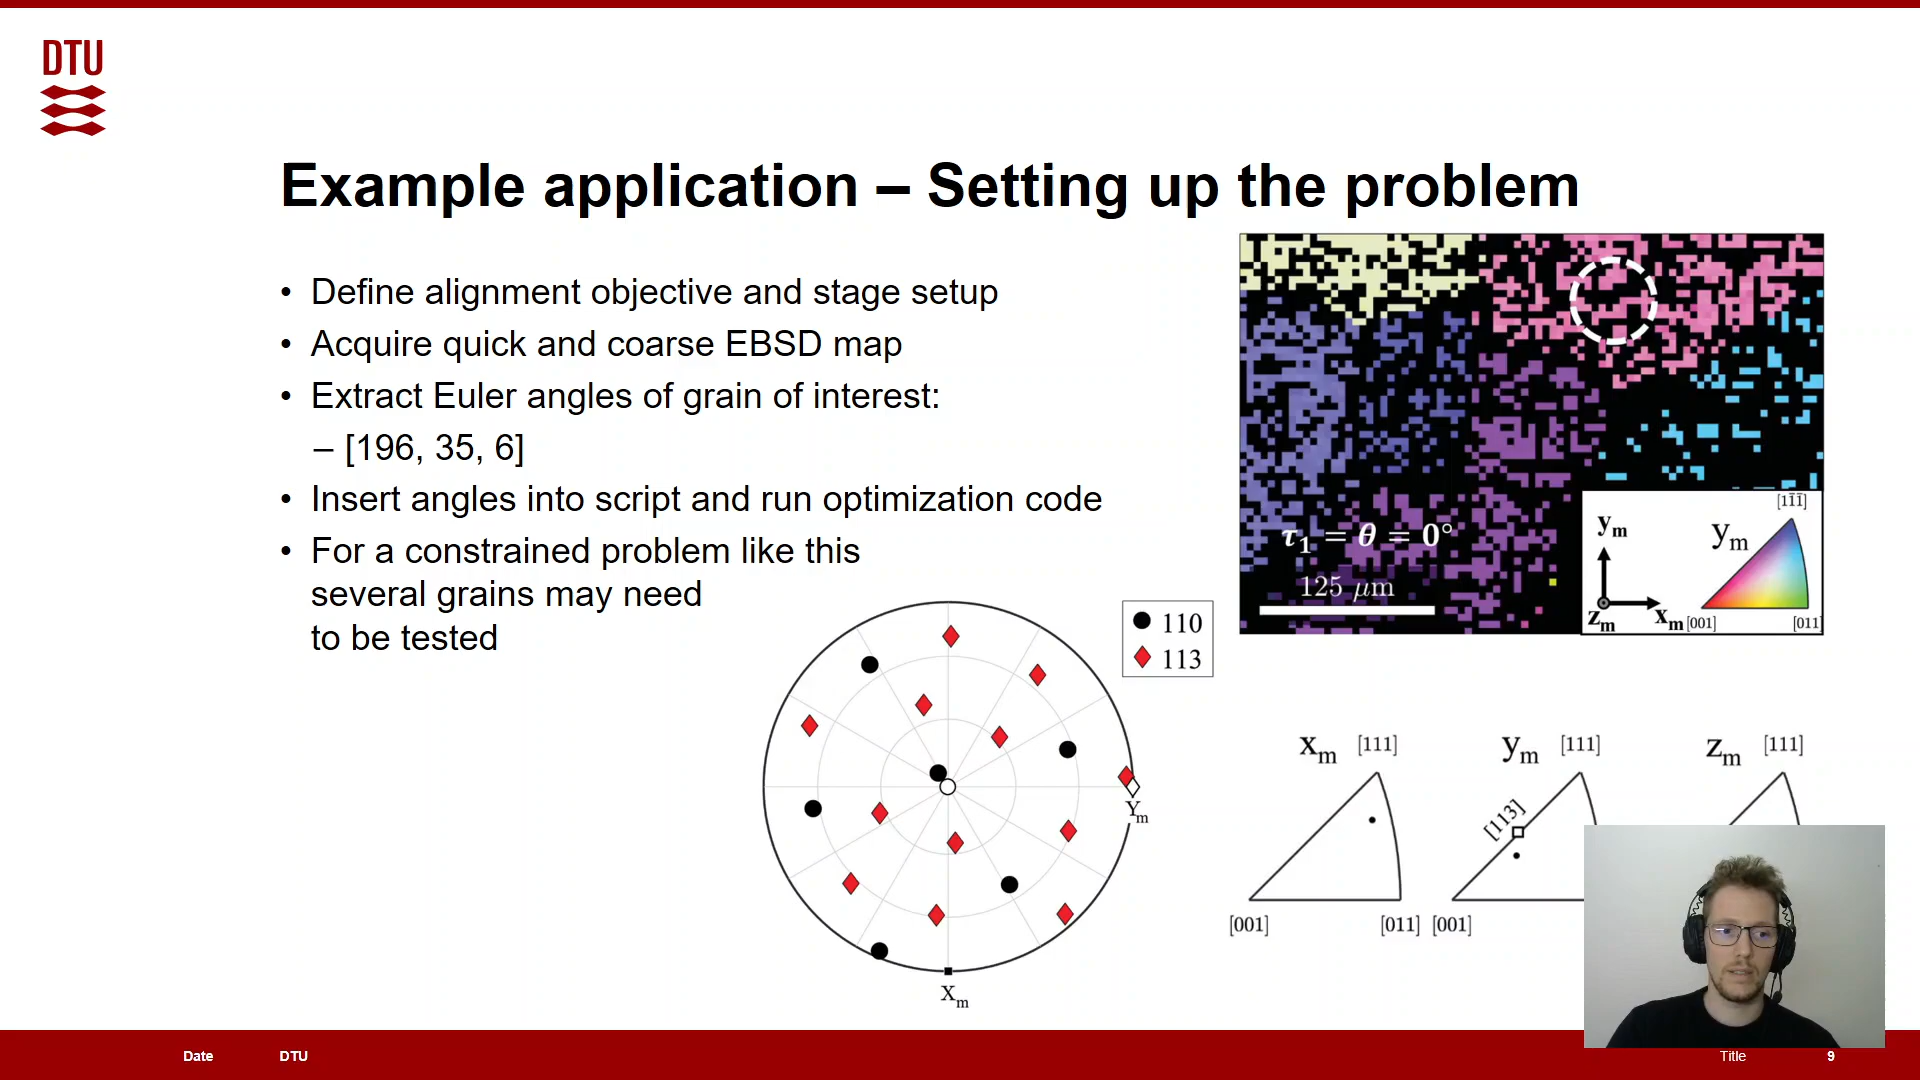 DTU
Example application – Setting up the problem
• Define alignment objective and stage setup
• Acquire quick and coarse EBSD map
• Extract Euler angles of grain of interest:
– [196, 35, 6]
• Insert angles into script and run optimization code
• For a constrained problem like this
several grains may need
to be tested
110
113
Yₘ
Xₘ
τ₁ = θ = 0°
125 μm
yₘ
zₘ
xₘ
yₘ
[11̅1̅]
[001]
[011]
xₘ
[111]
[001]
[011]
yₘ
[111]
[113]
[001]
zₘ
[111]
Date
DTU
Title
9